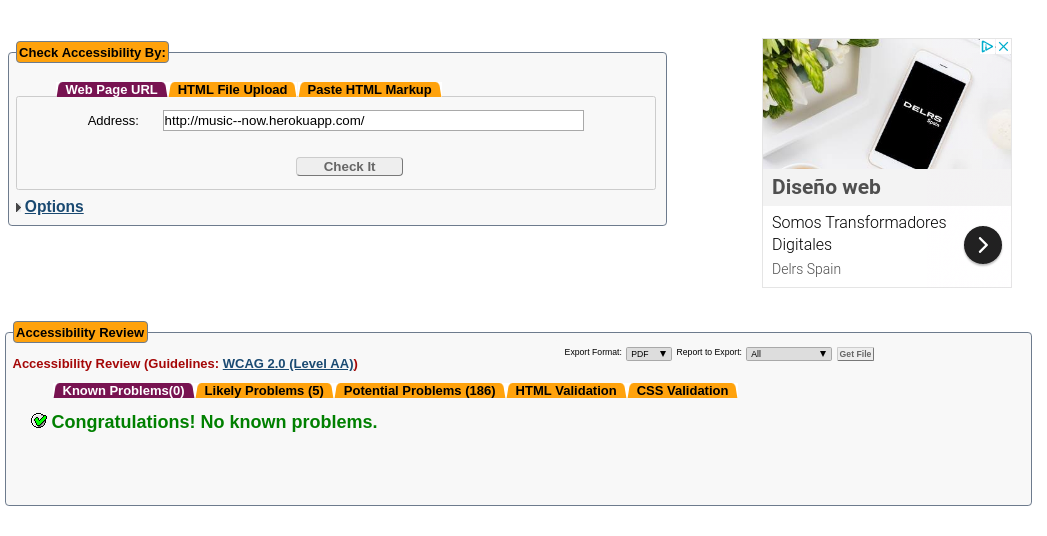 Check Accessibility By:
Web Page URL HTML File Upload Paste HTML Markup
Address: http://music--now.herokuapp.com/
Check It
Options
DELRS
Spain
Diseño web
Somos Transformadores
Digitales
Delrs Spain
Accessibility Review
Export Format: PDF Report to Export: All Get File
Accessibility Review (Guidelines: WCAG 2.0 (Level AA))
Known Problems(0) Likely Problems (5) Potential Problems (186) HTML Validation CSS Validation
Congratulations! No known problems.